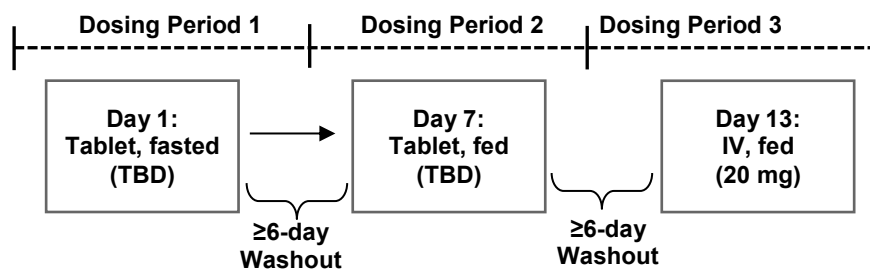 Dosing Period 1
Dosing Period 2
Dosing Period 3
Day 1:
Tablet, fasted
(TBD)
Day 7:
Tablet, fed
(TBD)
Day 13:
IV, fed
(20 mg)
≥6-day
Washout
≥6-day
Washout